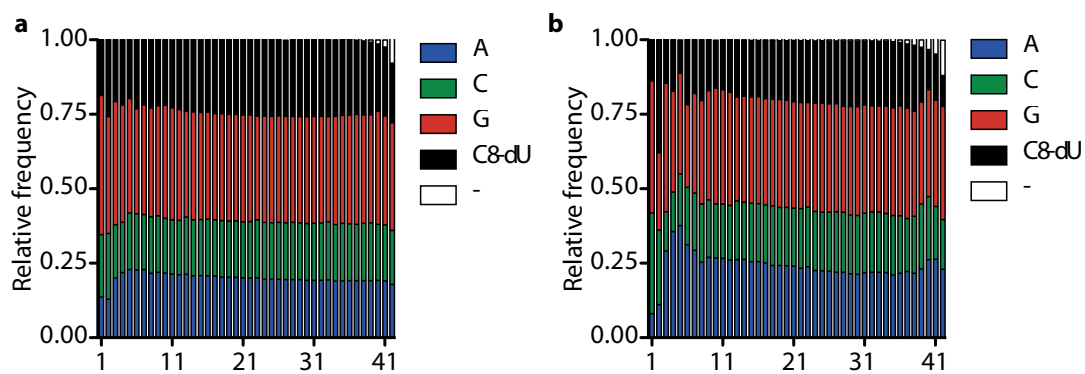 a
Relative frequency
1.00
0.75
0.50
0.25
0.00
1 11 21 31 41
A
C
G
C8-dU
-
b
Relative frequency
1.00
0.75
0.50
0.25
0.00
1 11 21 31 41
A
C
G
C8-dU
-